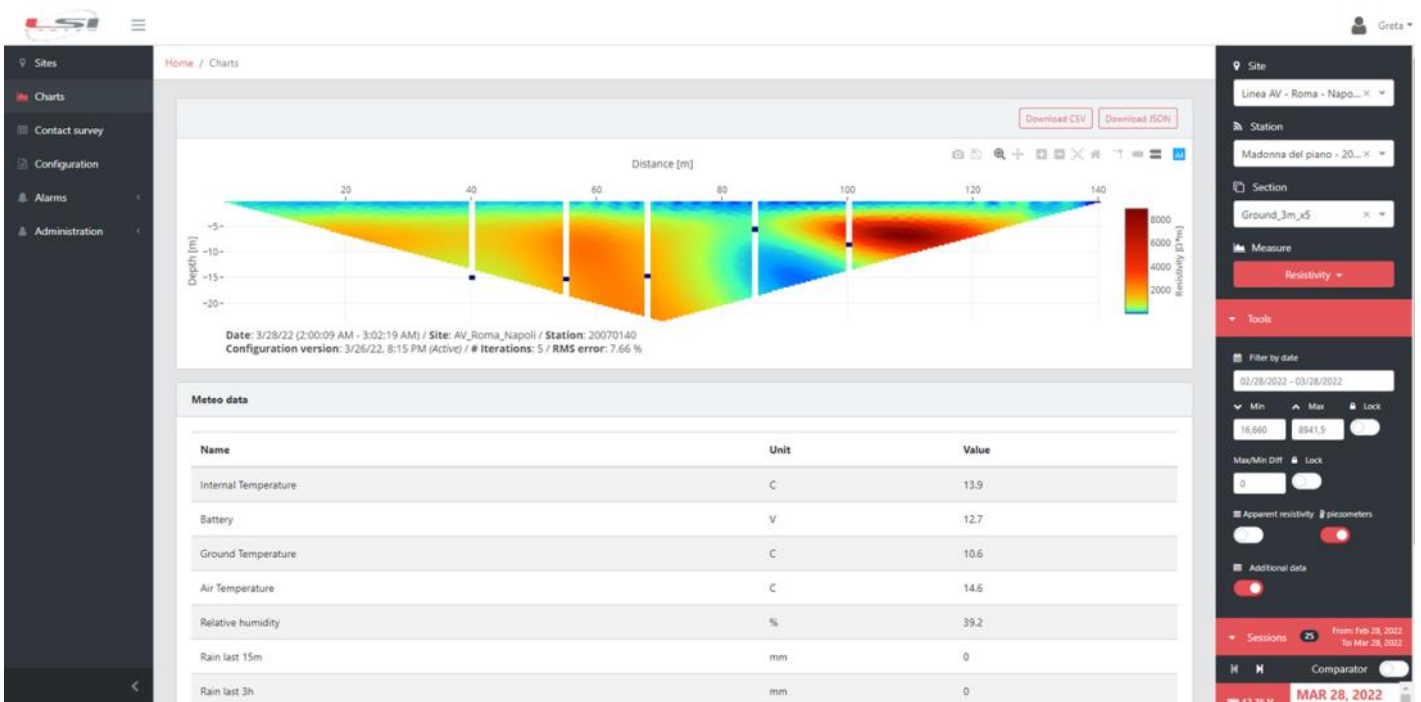 LSI
LASTEM
Greta
Sites
Charts
Contact survey
Configuration
Alarms
Administration
Home / Charts
Download CSV
Download JSON
Distance [m]
20 40 60 80 100 120 140
Depth [m]
−5
−10
−15
−20
8000
6000
4000
2000
Resistivity [Ω*m]
Date: 3/28/22 (2:00:09 AM - 3:02:19 AM) / Site: AV_Roma_Napoli / Station: 20070140
Configuration version: 3/26/22, 8:15 PM (Active) / # Iterations: 5 / RMS error: 7.66 %
Meteo data
Name Unit Value
Internal Temperature C 13.9
Battery V 12.7
Ground Temperature C 10.6
Air Temperature C 14.6
Relative humidity % 39.2
Rain last 15m mm 0
Rain last 3h mm 0
Site
Linea AV - Roma - Napo... ×
Station
Madonna del piano - 20... ×
Section
Ground_3m_x5 ×
Measure
Resistivity
Tools
Filter by date
02/28/2022 - 03/28/2022
Min Max Lock
16,660 8941,5
Max/Min Diff Lock
0
Apparent resistivity piezometers
Additional data
Sessions 25 From: Feb 28, 2022
To: Mar 28, 2022
Comparator
MAR 28, 2022